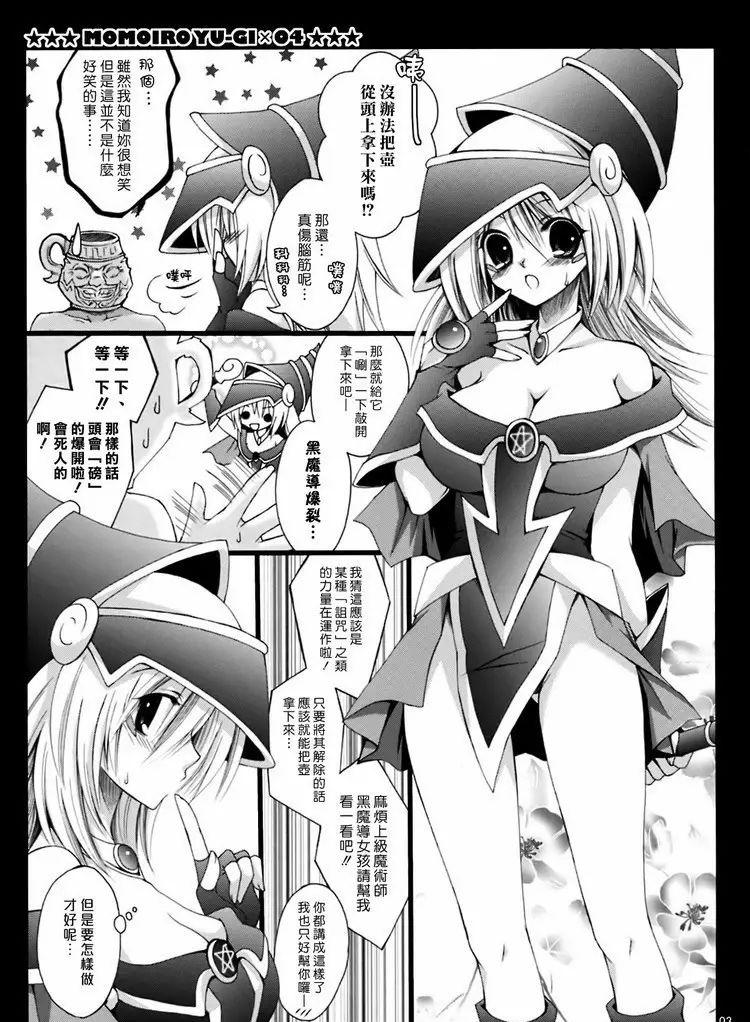 ★★★ MOMOIRO YU-GI×04 ★★★
咦—
沒辦法把壺
從頭上拿下來嗎!?
那還…
真傷腦筋呢…
噗噗
科科科…
那個…
雖然我知道妳很想笑
但是這並不是什麼
好笑的事……
噗呼
那麼就給它
「唰」一下敲開
拿下來吧—
黑魔導爆裂…
等一下、
等一下!!
那樣的話
頭會「磅」
的爆開啦!
會死人的
啊!
我猜這應該是
某種「詛咒」之類
的力量在運作啦!
只要將其解除的話
應該就能把壺
拿下來…
麻煩上級魔術師
黑魔導女孩請幫我
看一看吧!!
你都講成這樣了
我也只好幫你囉—
但是要怎樣做
才好呢…
03